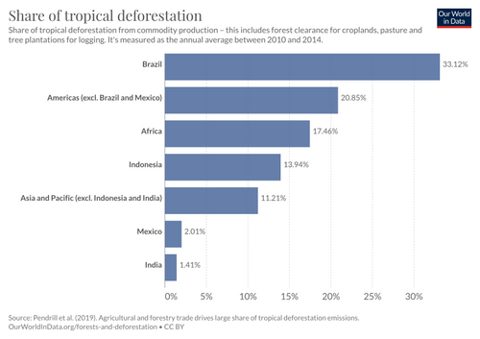 Share of tropical deforestation
Share of tropical deforestation from commodity production – this includes forest clearance for croplands, pasture and
tree plantations for logging. It's measured as the annual average between 2010 and 2014.
Our World
in Data
Brazil 33.12%
Americas (excl. Brazil and Mexico) 20.85%
Africa 17.46%
Indonesia 13.94%
Asia and Pacific (excl. Indonesia and India) 11.21%
Mexico 2.01%
India 1.41%
0% 5% 10% 15% 20% 25% 30%
Source: Pendrill et al. (2019). Agricultural and forestry trade drives large share of tropical deforestation emissions.
OurWorldInData.org/forests-and-deforestation • CC BY